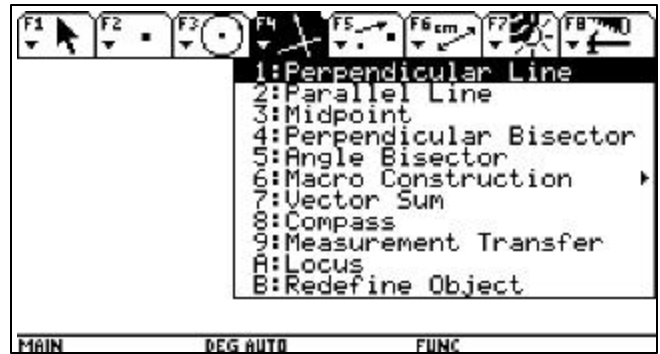 F1 F2 F3 F4 F5 F6 cm F7 F8
1:Perpendicular Line
2:Parallel Line
3:Midpoint
4:Perpendicular Bisector
5:Angle Bisector
6:Macro Construction
7:Vector Sum
8:Compass
9:Measurement Transfer
A:Locus
B:Redefine Object
MAIN DEG AUTO FUNC